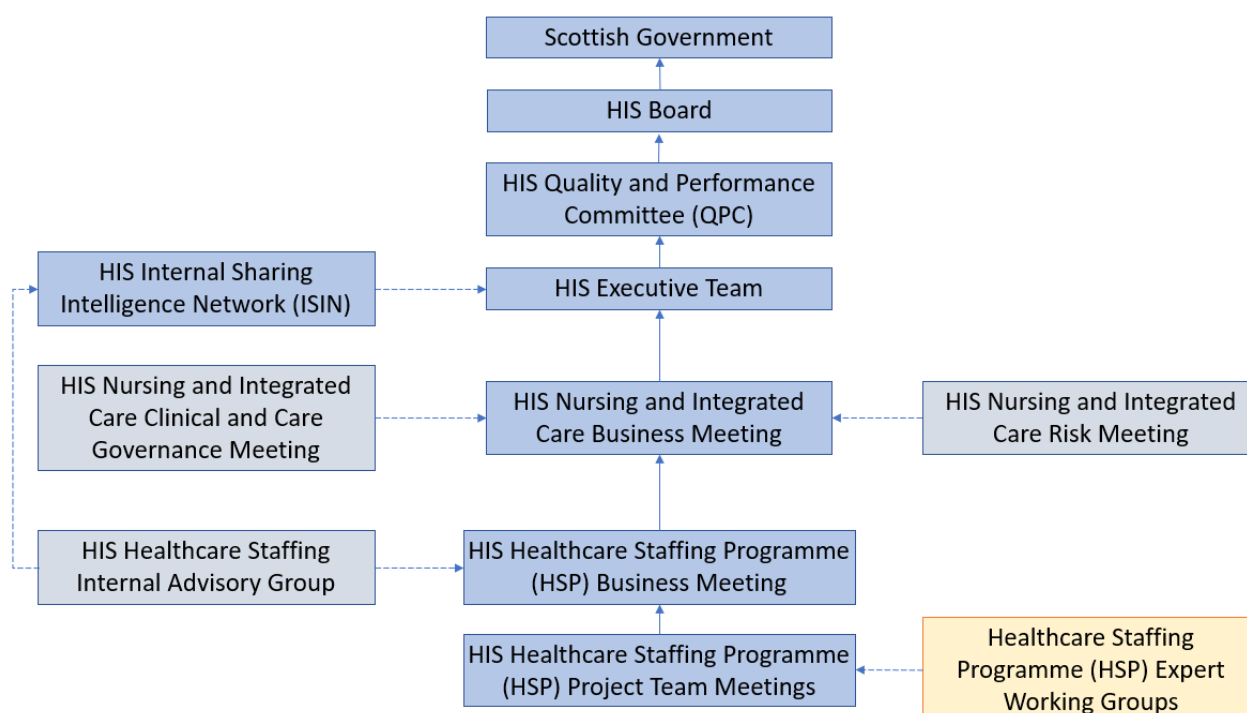 Scottish Government
HIS Board
HIS Quality and Performance
Committee (QPC)
HIS Internal Sharing
Intelligence Network (ISIN)
HIS Executive Team
HIS Nursing and Integrated
Care Clinical and Care
Governance Meeting
HIS Nursing and Integrated
Care Business Meeting
HIS Nursing and Integrated
Care Risk Meeting
HIS Healthcare Staffing
Internal Advisory Group
HIS Healthcare Staffing Programme
(HSP) Business Meeting
HIS Healthcare Staffing Programme
(HSP) Project Team Meetings
Healthcare Staffing
Programme (HSP) Expert
Working Groups